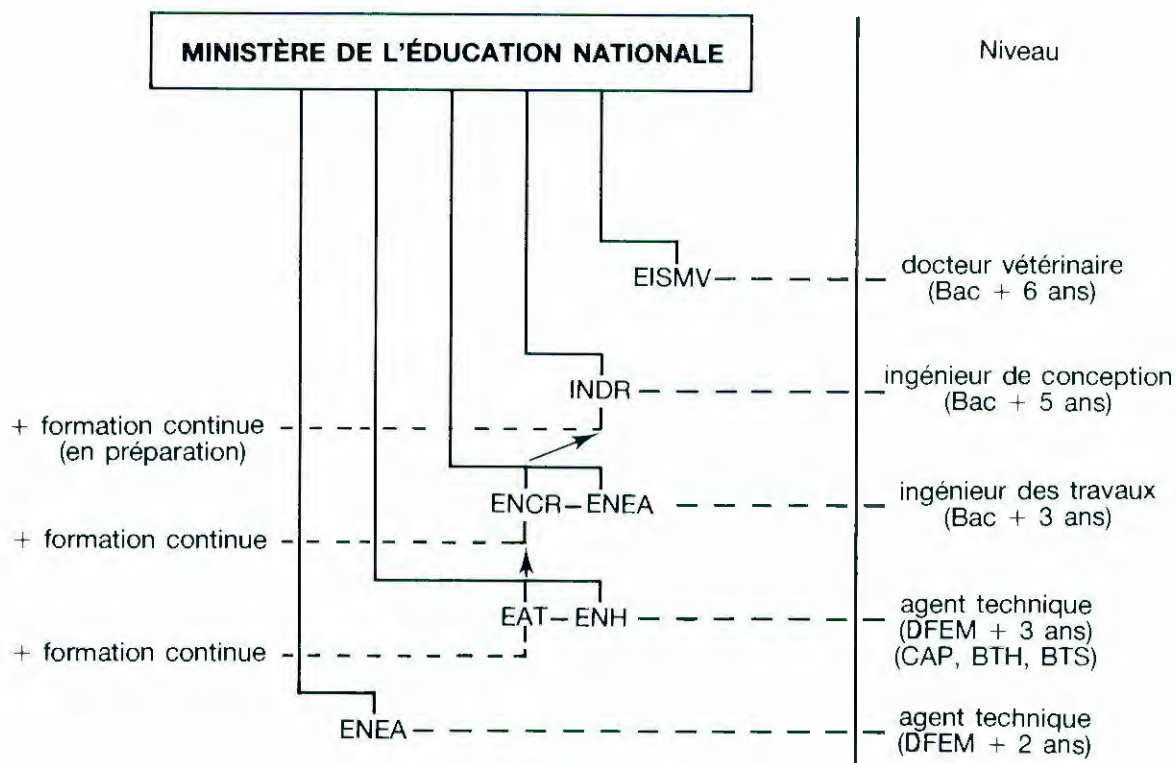 MINISTÈRE DE L'ÉDUCATION NATIONALE
Niveau
EISMV
docteur vétérinaire
(Bac + 6 ans)
INDR
ingénieur de conception
(Bac + 5 ans)
+ formation continue
(en préparation)
ENCR–ENEA
ingénieur des travaux
(Bac + 3 ans)
+ formation continue
EAT–ENH
agent technique
(DFEM + 3 ans)
(CAP, BTH, BTS)
+ formation continue
ENEA
agent technique
(DFEM + 2 ans)